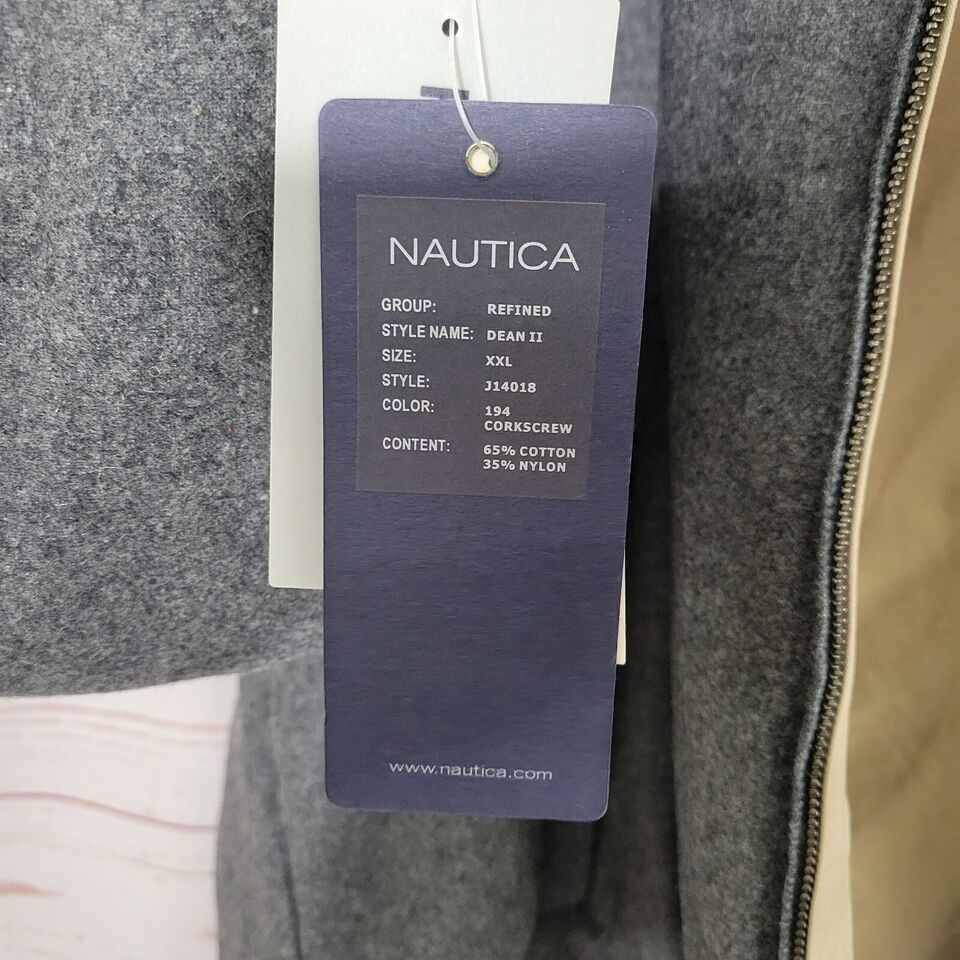 NAUTICA
GROUP: REFINED
STYLE NAME: DEAN II
SIZE: XXL
STYLE: J14018
COLOR: 194
CORKSCREW
CONTENT: 65% COTTON
35% NYLON
www.nautica.com